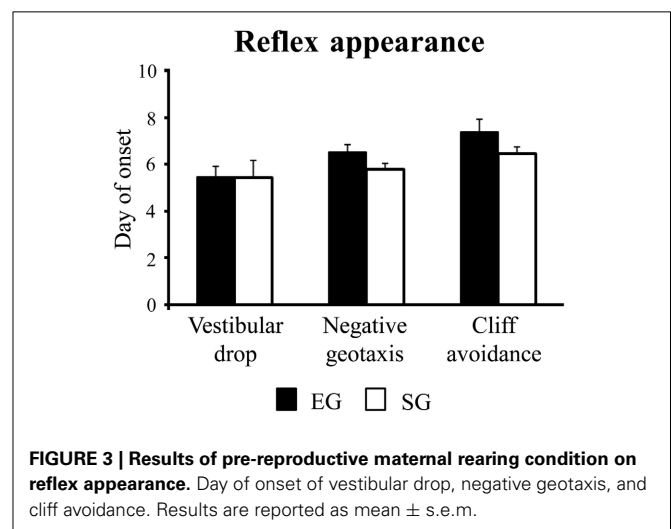 Reflex appearance
10
8
6
4
2
0
Day of onset
Vestibular
drop
Negative
geotaxis
Cliff
avoidance
EG
SG
FIGURE 3 | Results of pre-reproductive maternal rearing condition on
reflex appearance. Day of onset of vestibular drop, negative geotaxis, and
cliff avoidance. Results are reported as mean ± s.e.m.